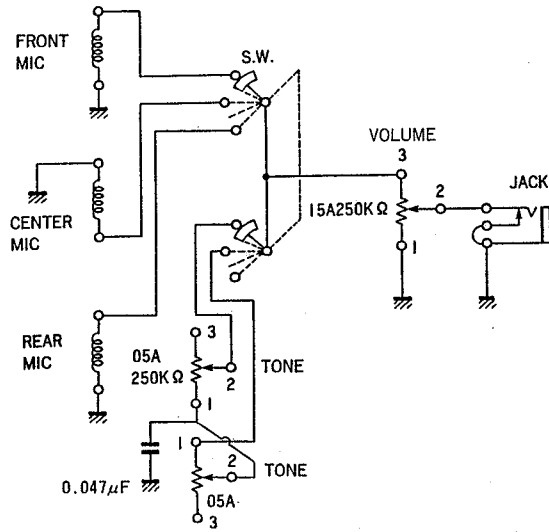 FRONT
MIC
S.W.
VOLUME
3
15A250KΩ
2
JACK
1
CENTER
MIC
REAR
MIC
3
05A
250KΩ
2
TONE
1
1
2
TONE
0.047μF
05A
3